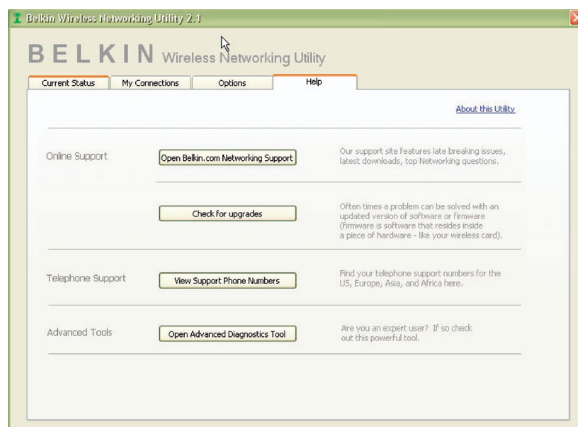 Belkin Wireless Networking Utility 2.1
BELKIN Wireless Networking Utility
Current Status My Connections Options Help
About this Utility
Online Support
Open Belkin.com Networking Support
Our support site features late breaking issues,
latest downloads, top Networking questions.
Check for upgrades
Often times a problem can be solved with an
updated version of software or firmware
(firmware is software that resides inside
a piece of hardware - like your wireless card).
Telephone Support
View Support Phone Numbers
Find your telephone support numbers for the
US, Europe, Asia, and Africa here.
Advanced Tools
Open Advanced Diagnostics Tool
Are you an expert user? If so check
out this powerful tool.